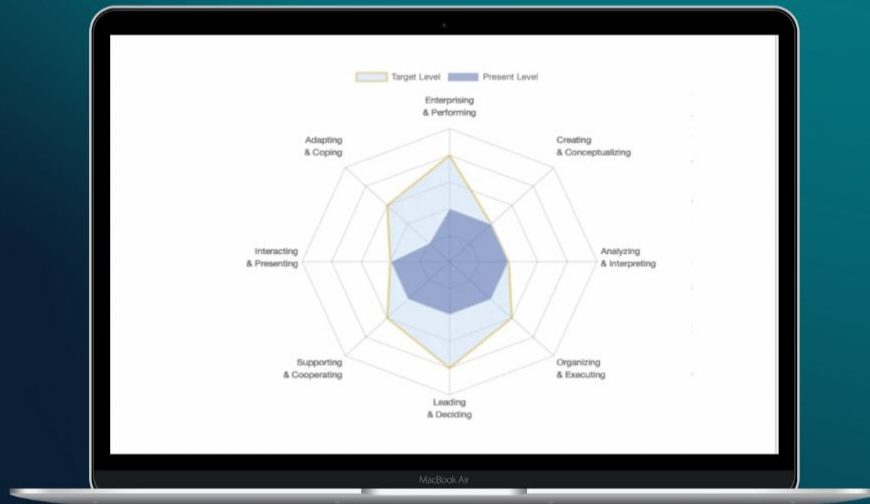 Target Level Present Level
Enterprising
& Performing
Adapting
& Coping
Creating
& Conceptualizing
Interacting
& Presenting
Analyzing
& Interpreting
Supporting
& Cooperating
Organizing
& Executing
Leading
& Deciding
MacBook Air